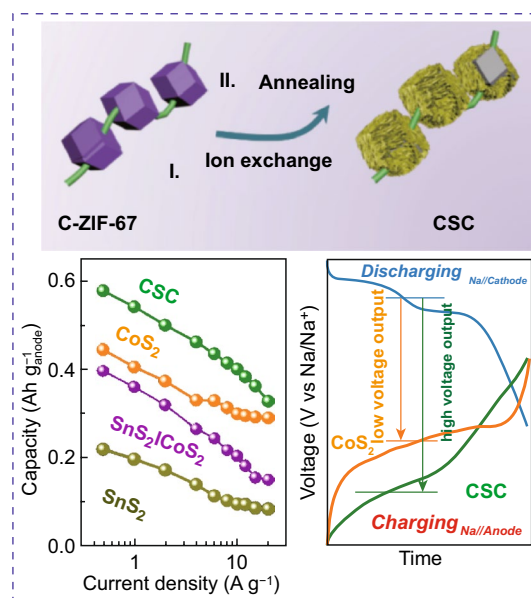 II. Annealing
I.
Ion exchange
C-ZIF-67
CSC
Capacity (Ah g⁻¹anode)
0.6
0.4
0.2
0.0
CSC
CoS₂
SnS₂/CoS₂
SnS₂
1
10
Current density (A g⁻¹)
Voltage (V vs Na/Na⁺)
Discharging Na//Cathode
low voltage output
high voltage output
CoS₂
CSC
Charging Na//Anode
Time